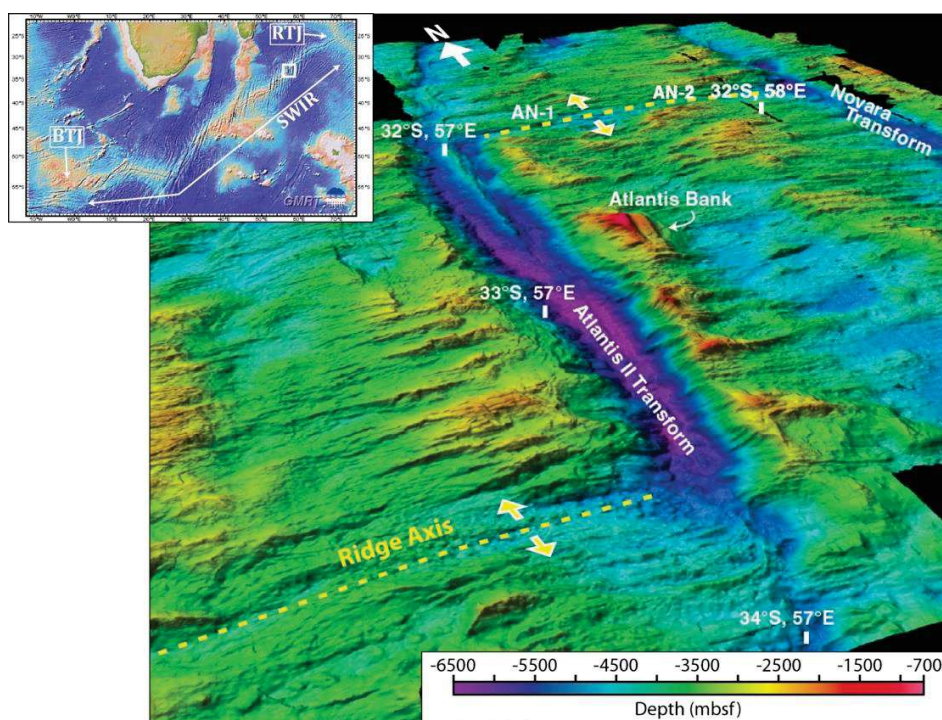 RTJ
SWIR
BTJ
GMRT
N
AN-1
AN-2
32°S, 58°E
32°S, 57°E
Novara
Transform
Atlantis Bank
33°S, 57°E
Atlantis II Transform
Ridge Axis
34°S, 57°E
-6500 -5500 -4500 -3500 -2500 -1500 -700
Depth (mbsf)